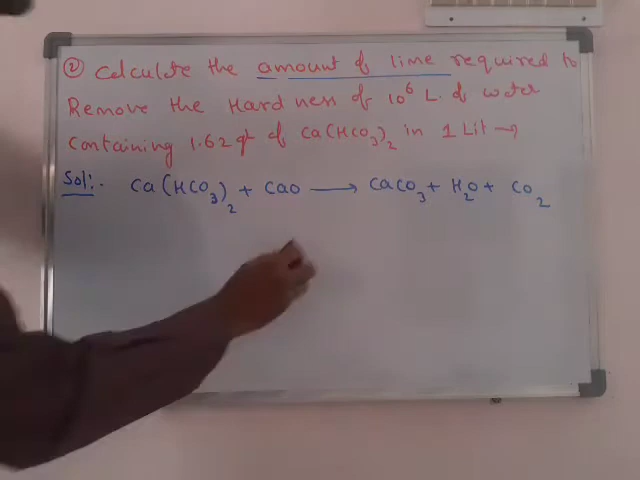 ② Calculate the amount of lime required to
Remove the Hardness of 10⁶ L. of water
Containing 1.62 gr of Ca(HCO₃)₂ in 1 Lit →
Sol:- Ca(HCO₃)₂ + CaO → CaCO₃ + H₂O + CO₂